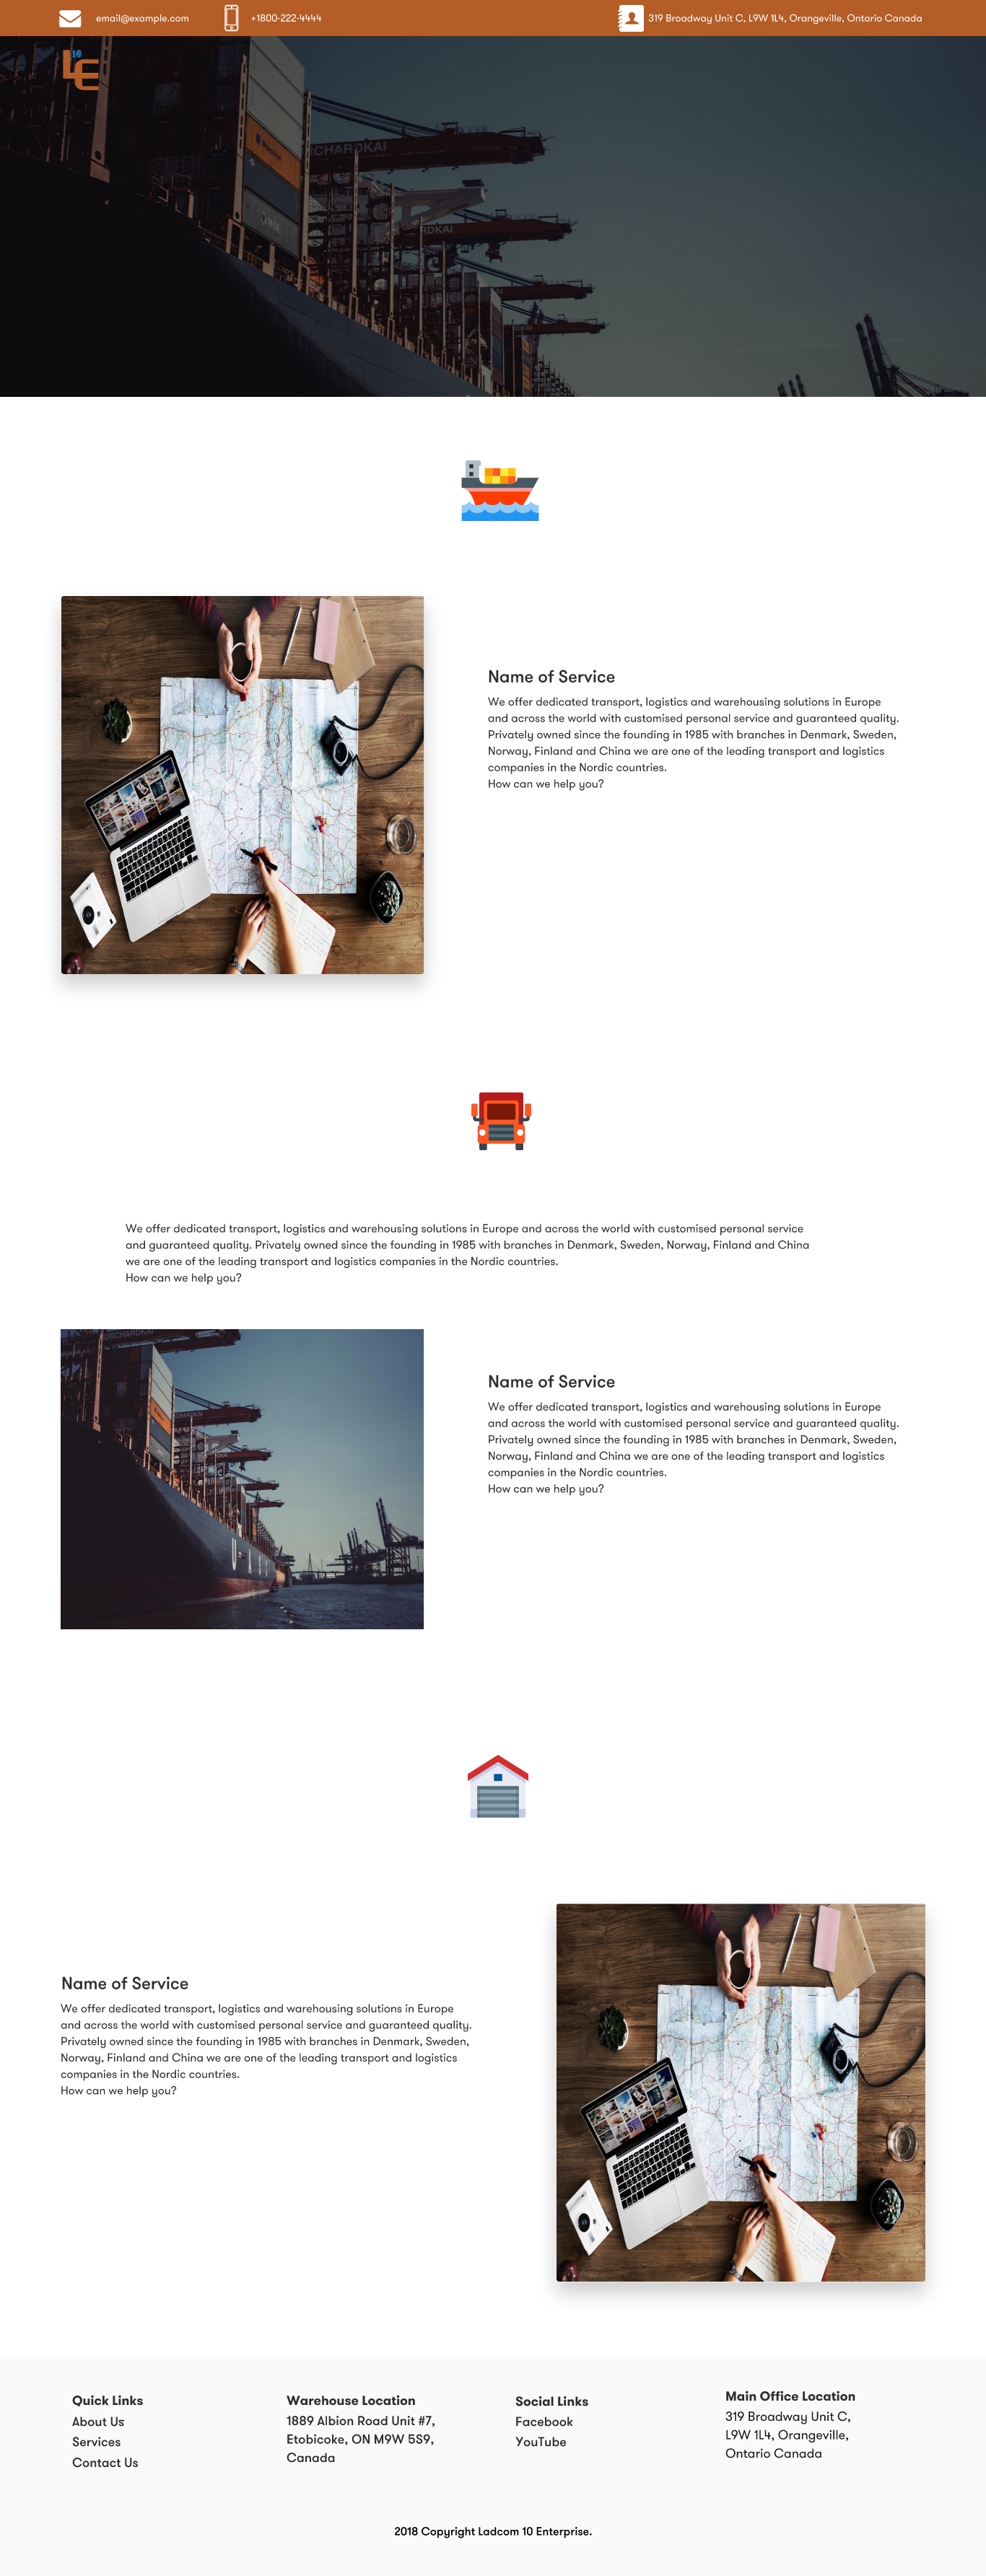 email@example.com
+1800-222-4444
319 Broadway Unit C, L9W 1L4, Orangeville, Ontario Canada
10
LE
Name of Service
We offer dedicated transport, logistics and warehousing solutions in Europe
and across the world with customised personal service and guaranteed quality.
Privately owned since the founding in 1985 with branches in Denmark, Sweden,
Norway, Finland and China we are one of the leading transport and logistics
companies in the Nordic countries.
How can we help you?
We offer dedicated transport, logistics and warehousing solutions in Europe and across the world with customised personal service
and guaranteed quality. Privately owned since the founding in 1985 with branches in Denmark, Sweden, Norway, Finland and China
we are one of the leading transport and logistics companies in the Nordic countries.
How can we help you?
Name of Service
We offer dedicated transport, logistics and warehousing solutions in Europe
and across the world with customised personal service and guaranteed quality.
Privately owned since the founding in 1985 with branches in Denmark, Sweden,
Norway, Finland and China we are one of the leading transport and logistics
companies in the Nordic countries.
How can we help you?
Name of Service
We offer dedicated transport, logistics and warehousing solutions in Europe
and across the world with customised personal service and guaranteed quality.
Privately owned since the founding in 1985 with branches in Denmark, Sweden,
Norway, Finland and China we are one of the leading transport and logistics
companies in the Nordic countries.
How can we help you?
Quick Links
About Us
Services
Contact Us
Warehouse Location
1889 Albion Road Unit #7,
Etobicoke, ON M9W 5S9,
Canada
Social Links
Facebook
YouTube
Main Office Location
319 Broadway Unit C,
L9W 1L4, Orangeville,
Ontario Canada
2018 Copyright Ladcom 10 Enterprise.